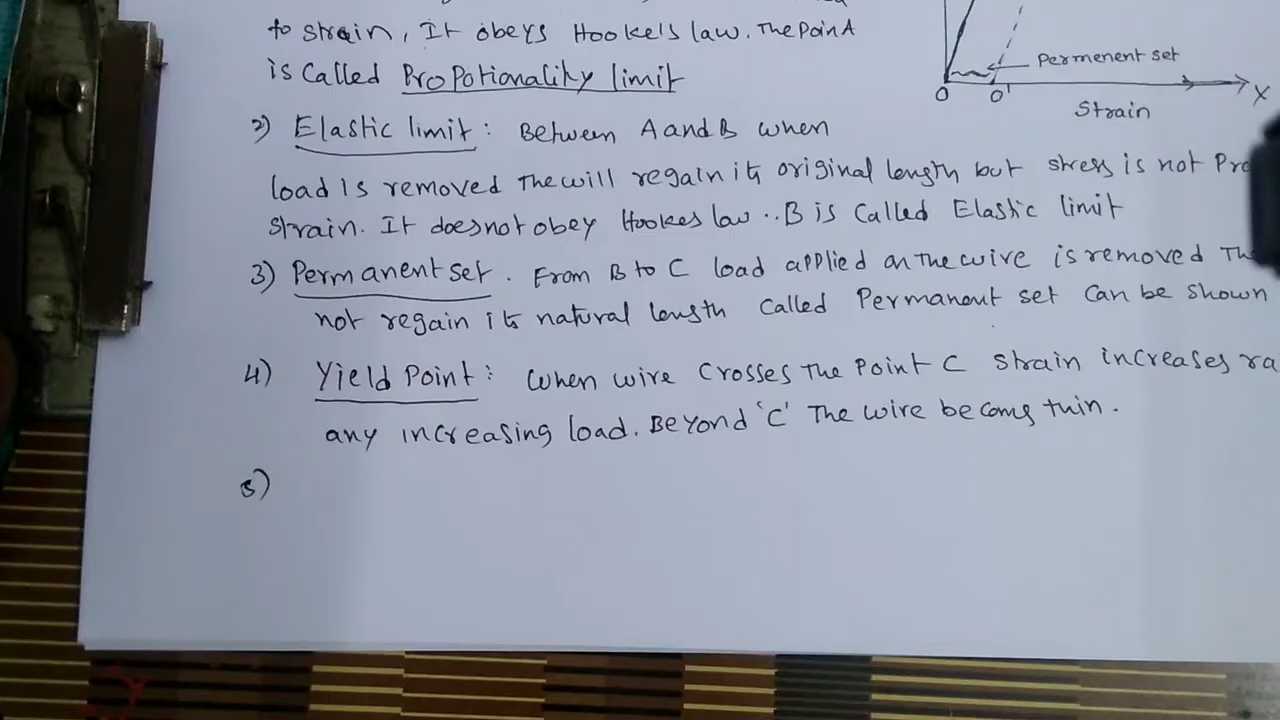 to strain, It obeys Hooke's law. The Poin A
is called Propotionality limit
Permenent set
O O' X
Strain
2) Elastic limit: Between A and B when
load is removed The will regain its original length but stress is not Pro
strain. It does not obey Hookes law ∴ B is called Elastic limit
3) Permanent set. From B to C load applied on the wire is removed Th
not regain its natural length called Permanent set can be shown
4) Yield Point: when wire crosses the Point C strain increases ra
any increasing load. Beyond 'C' The wire becoms thin.
5)